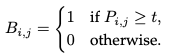 B_{i,j} = \begin{cases} 1 & \text{if } P_{i,j} \geq t, \\ 0 & \text{otherwise.} \end{cases}